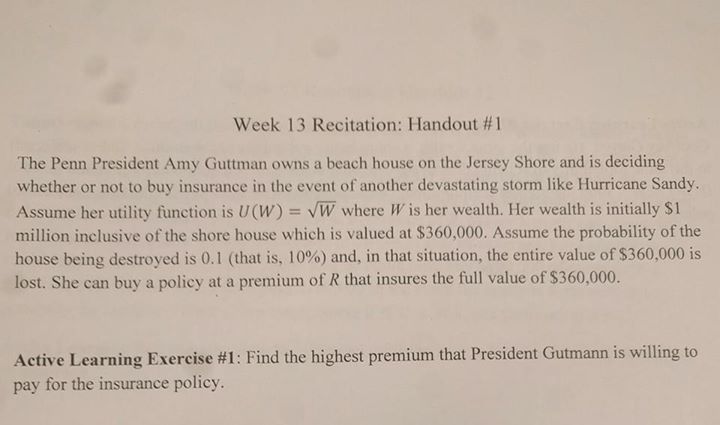 Week 13 Recitation: Handout #1
The Penn President Amy Guttman owns a beach house on the Jersey Shore and is deciding
whether or not to buy insurance in the event of another devastating storm like Hurricane Sandy.
Assume her utility function is U(W) = √W where W is her wealth. Her wealth is initially $1
million inclusive of the shore house which is valued at $360,000. Assume the probability of the
house being destroyed is 0.1 (that is, 10%) and, in that situation, the entire value of $360,000 is
lost. She can buy a policy at a premium of R that insures the full value of $360,000.
Active Learning Exercise #1: Find the highest premium that President Gutmann is willing to
pay for the insurance policy.